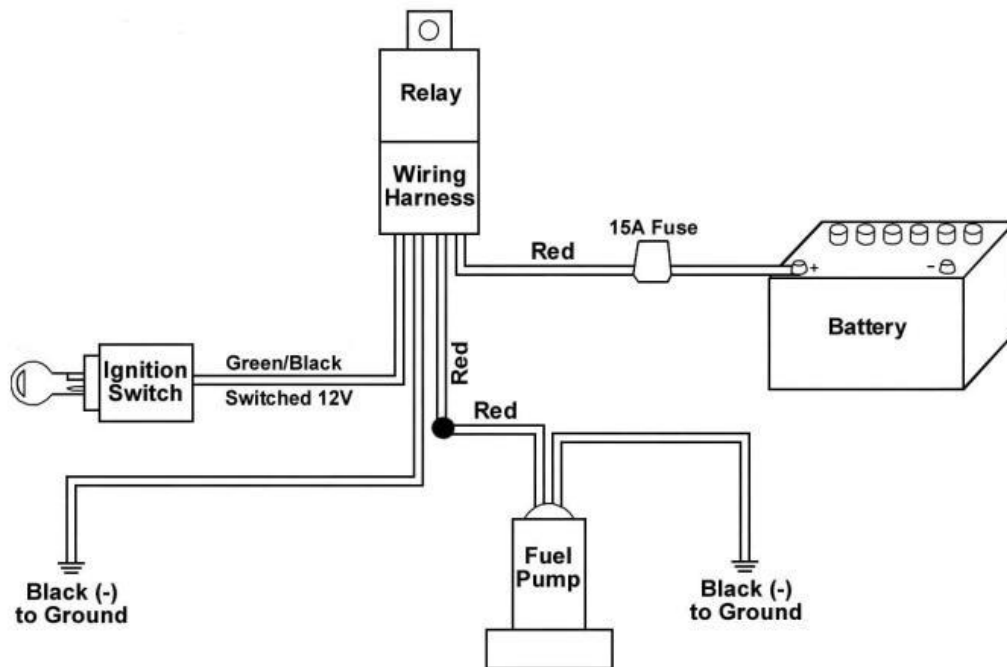 Relay
Wiring
Harness
15A Fuse
Red
+
-
Battery
Ignition
Switch
Green/Black
Switched 12V
Red
Red
Fuel
Pump
Black (-)
to Ground
Black (-)
to Ground